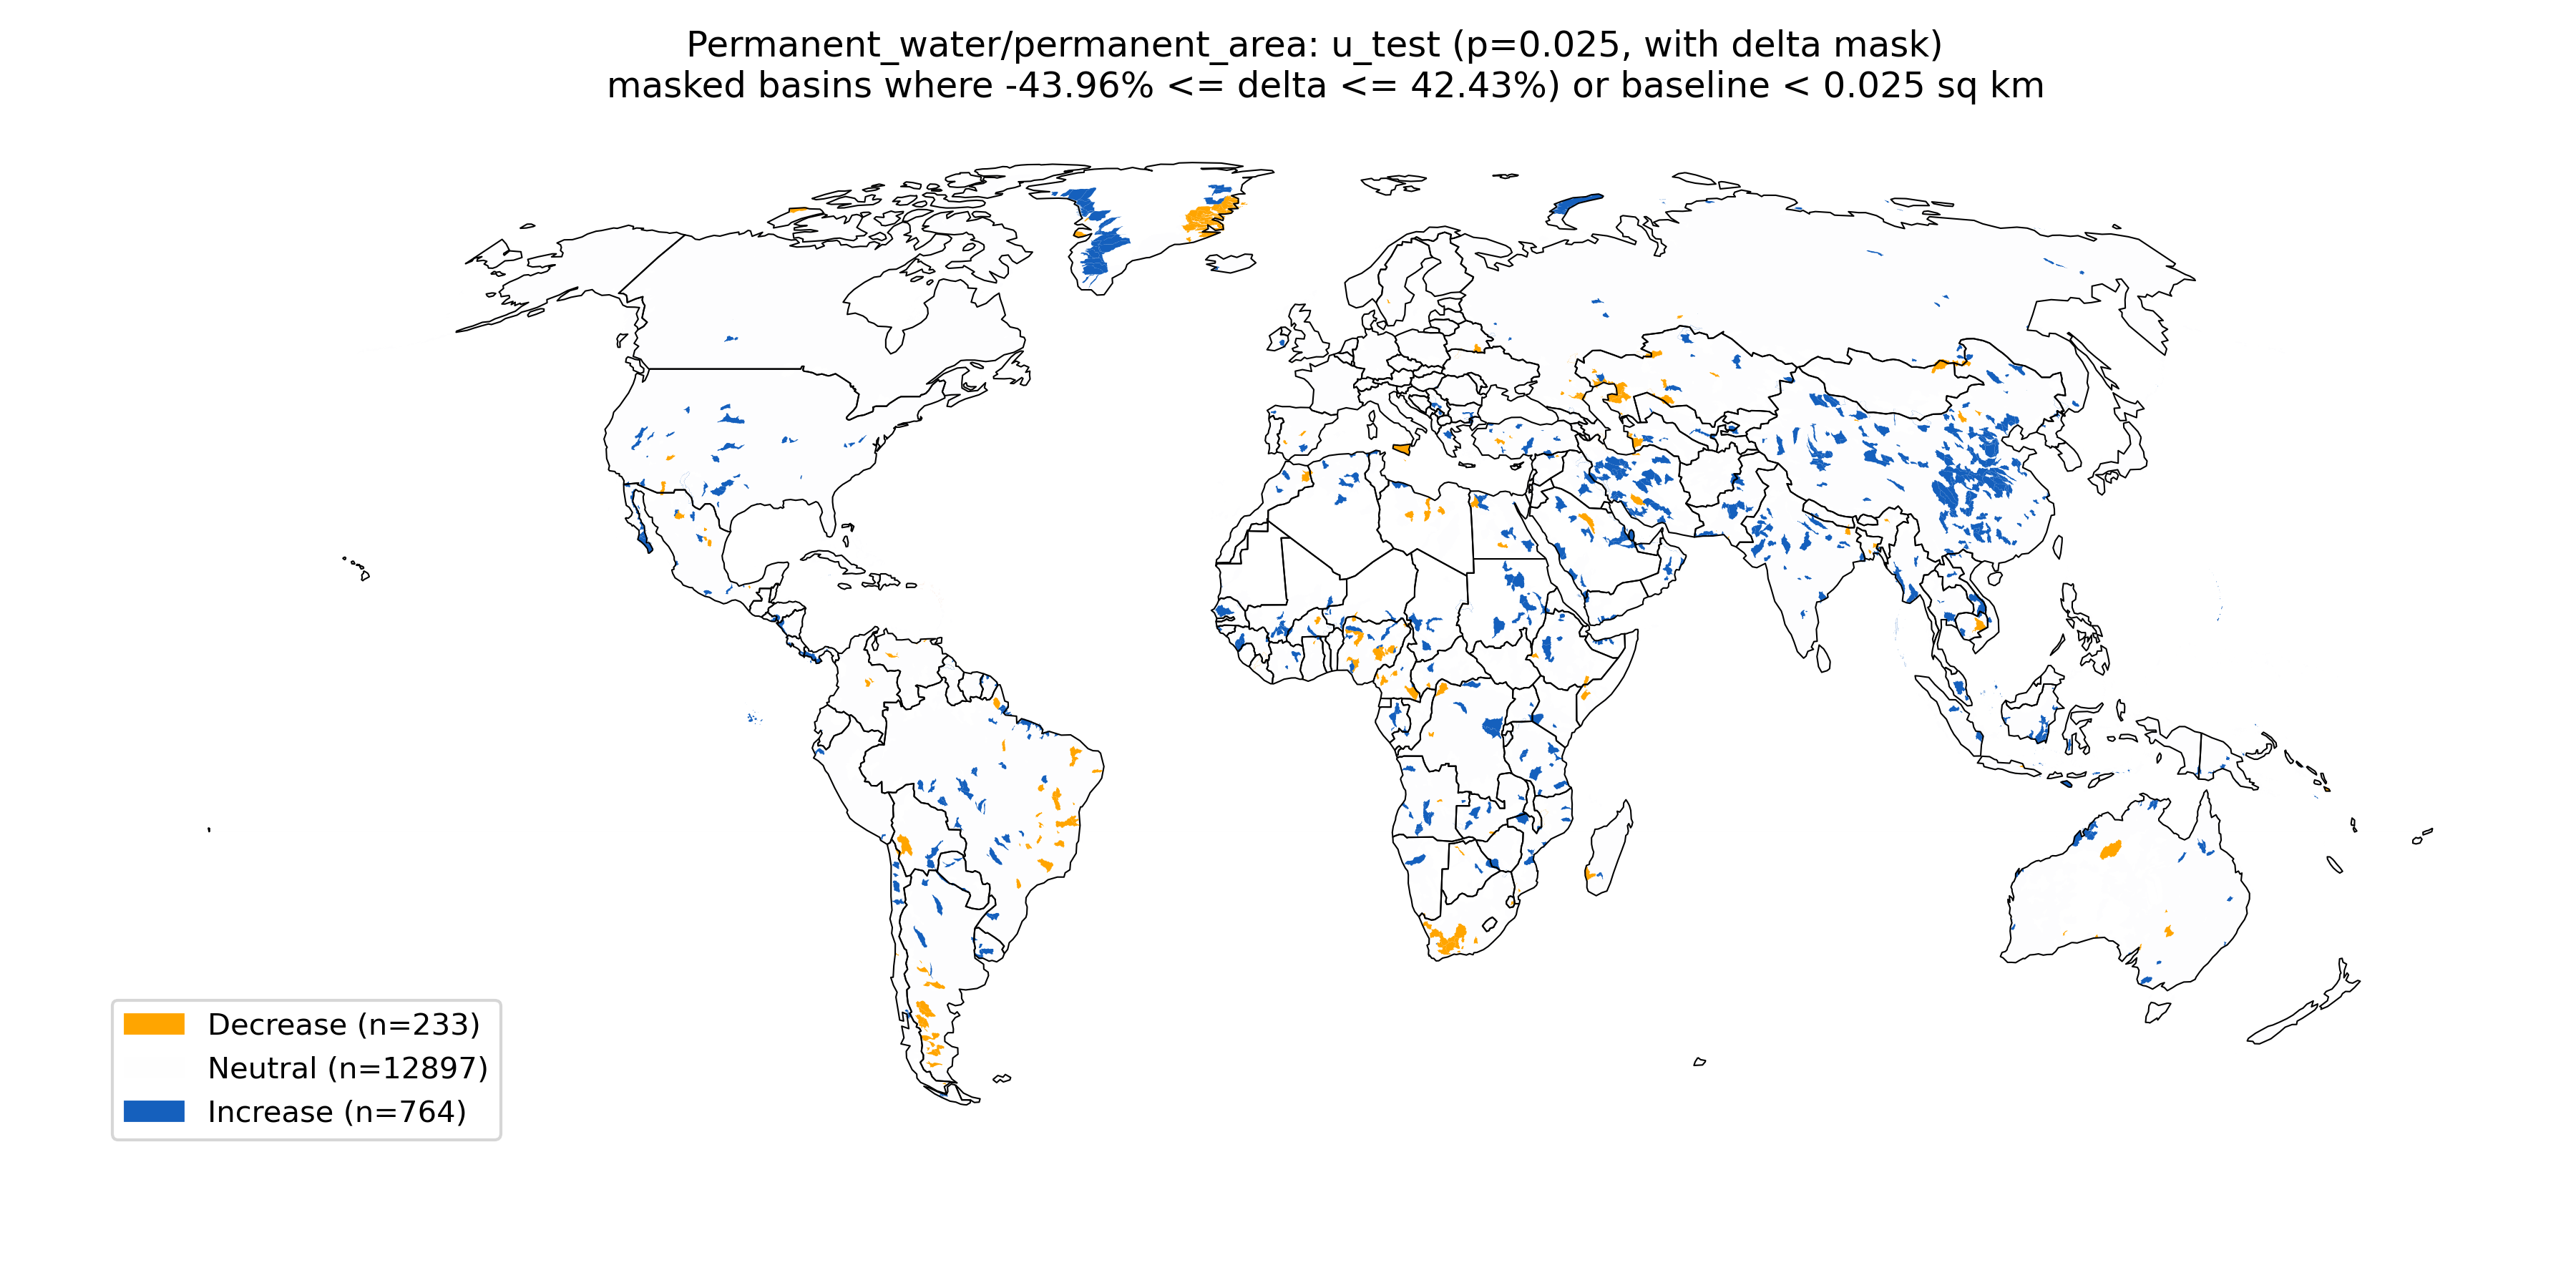 Permanent_water/permanent_area: u_test (p=0.025, with delta mask)
masked basins where -43.96% <= delta <= 42.43%) or baseline < 0.025 sq km
Decrease (n=233)
Neutral (n=12897)
Increase (n=764)